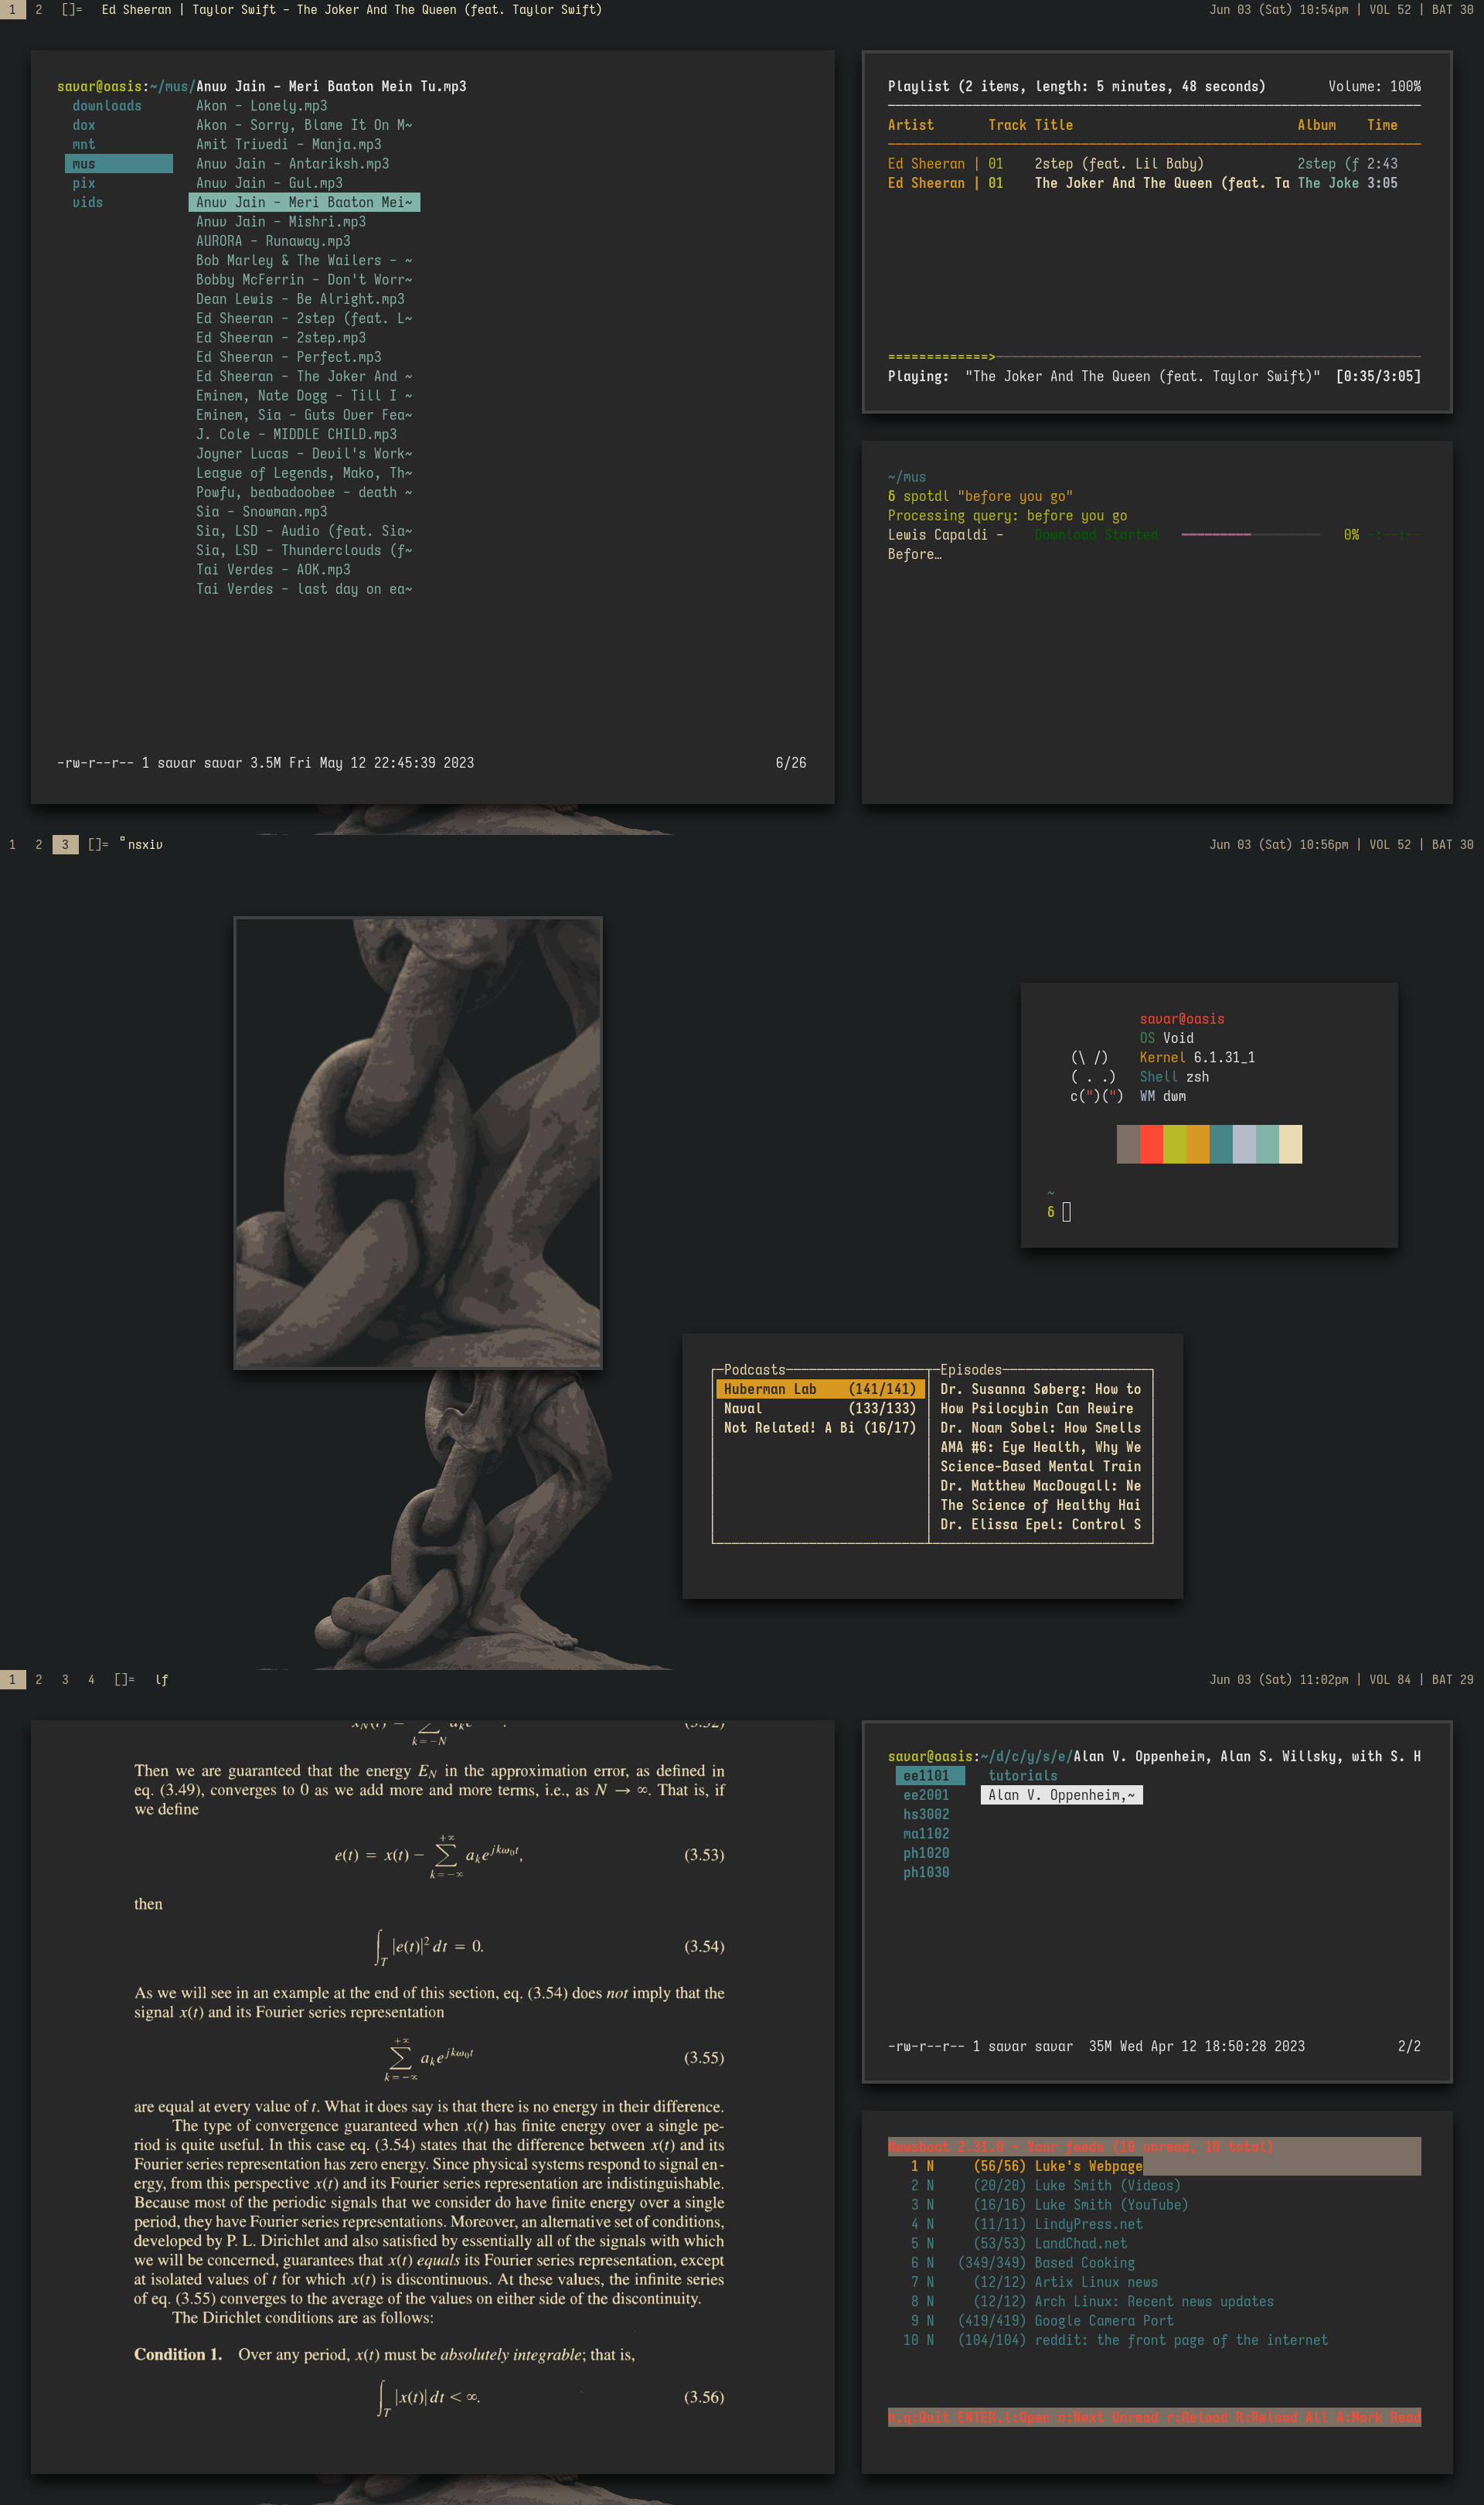 1 2 []= Ed Sheeran | Taylor Swift - The Joker And The Queen (feat. Taylor Swift)
Jun 03 (Sat) 10:54pm | VOL 52 | BAT 30
savar@oasis:~/mus/Anuv Jain - Meri Baaton Mein Tu.mp3
downloads
dox
mnt
mus
pix
vids
Akon - Lonely.mp3
Akon - Sorry, Blame It On M~
Amit Trivedi - Manja.mp3
Anuv Jain - Antariksh.mp3
Anuv Jain - Gul.mp3
Anuv Jain - Meri Baaton Mei~
Anuv Jain - Mishri.mp3
AURORA - Runaway.mp3
Bob Marley & The Wailers - ~
Bobby McFerrin - Don't Worr~
Dean Lewis - Be Alright.mp3
Ed Sheeran - 2step (feat. L~
Ed Sheeran - 2step.mp3
Ed Sheeran - Perfect.mp3
Ed Sheeran - The Joker And ~
Eminem, Nate Dogg - Till I ~
Eminem, Sia - Guts Over Fea~
J. Cole - MIDDLE CHILD.mp3
Joyner Lucas - Devil's Work~
League of Legends, Mako, Th~
Powfu, beabadoobee - death ~
Sia - Snowman.mp3
Sia, LSD - Audio (feat. Sia~
Sia, LSD - Thunderclouds (f~
Tai Verdes - AOK.mp3
Tai Verdes - last day on ea~
-rw-r--r-- 1 savar savar 3.5M Fri May 12 22:45:39 2023 6/26
Playlist (2 items, length: 5 minutes, 48 seconds) Volume: 100%
Artist Track Title Album Time
Ed Sheeran | 01 2step (feat. Lil Baby) 2step (f 2:43
Ed Sheeran | 01 The Joker And The Queen (feat. Ta The Joke 3:05
=============>
Playing: "The Joker And The Queen (feat. Taylor Swift)" [0:35/3:05]
~/mus
δ spotdl "before you go"
Processing query: before you go
Lewis Capaldi - Download Started 0% -:--:--
Before…
1 2 3 []= nsxiv
Jun 03 (Sat) 10:56pm | VOL 52 | BAT 30
savar@oasis
OS Void
(\ /) Kernel 6.1.31_1
( . .) Shell zsh
c(")(") WM dwm
~
δ
Podcasts
Huberman Lab (141/141)
Naval (133/133)
Not Related! A Bi (16/17)
Episodes
Dr. Susanna Søberg: How to
How Psilocybin Can Rewire
Dr. Noam Sobel: How Smells
AMA #6: Eye Health, Why We
Science-Based Mental Train
Dr. Matthew MacDougall: Ne
The Science of Healthy Hai
Dr. Elissa Epel: Control S
1 2 3 4 []= lf
Jun 03 (Sat) 11:02pm | VOL 84 | BAT 29
k=-N
Then we are guaranteed that the energy E_N in the approximation error, as defined in
eq. (3.49), converges to 0 as we add more and more terms, i.e., as N → ∞. That is, if
we define
e(t) = x(t) − ∑_{k=−∞}^{+∞} a_k e^{jkω_0t}, (3.53)
then
∫_T |e(t)|² dt = 0. (3.54)
As we will see in an example at the end of this section, eq. (3.54) does not imply that the
signal x(t) and its Fourier series representation
∑_{k=−∞}^{+∞} a_k e^{jkω_0t} (3.55)
are equal at every value of t. What it does say is that there is no energy in their difference.
The type of convergence guaranteed when x(t) has finite energy over a single pe-
riod is quite useful. In this case eq. (3.54) states that the difference between x(t) and its
Fourier series representation has zero energy. Since physical systems respond to signal en-
ergy, from this perspective x(t) and its Fourier series representation are indistinguishable.
Because most of the periodic signals that we consider do have finite energy over a single
period, they have Fourier series representations. Moreover, an alternative set of conditions,
developed by P. L. Dirichlet and also satisfied by essentially all of the signals with which
we will be concerned, guarantees that x(t) equals its Fourier series representation, except
at isolated values of t for which x(t) is discontinuous. At these values, the infinite series
of eq. (3.55) converges to the average of the values on either side of the discontinuity.
The Dirichlet conditions are as follows:
Condition 1. Over any period, x(t) must be absolutely integrable; that is,
∫_T |x(t)| dt < ∞. (3.56)
savar@oasis:~/d/c/y/s/e/Alan V. Oppenheim, Alan S. Willsky, with S. H
ee1101
ee2001
hs3002
ma1102
ph1020
ph1030
tutorials
Alan V. Oppenheim,~
-rw-r--r-- 1 savar savar 35M Wed Apr 12 18:50:28 2023 2/2
Newsboat 2.31.0 - Your feeds (10 unread, 10 total)
1 N (56/56) Luke's Webpage
2 N (20/20) Luke Smith (Videos)
3 N (16/16) Luke Smith (YouTube)
4 N (11/11) LindyPress.net
5 N (53/53) LandChad.net
6 N (349/349) Based Cooking
7 N (12/12) Artix Linux news
8 N (12/12) Arch Linux: Recent news updates
9 N (419/419) Google Camera Port
10 N (104/104) reddit: the front page of the internet
h,q:Quit ENTER,l:Open n:Next Unread r:Reload R:Reload All A:Mark Read